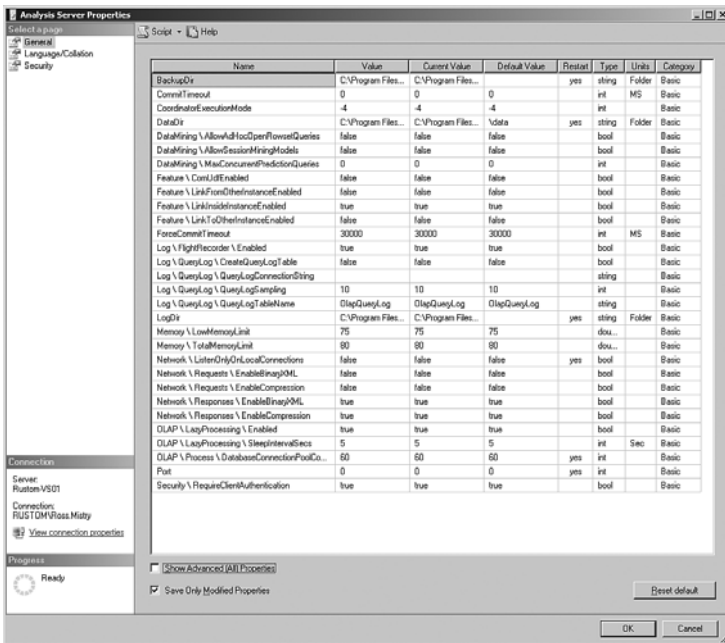 Analysis Server Properties
Select a page
General
Language/Collation
Security
Script Help
Name Value Current Value Default Value Restart Type Units Category
BackupDir C:\Program Files... C:\Program Files... yes string Folder Basic
CommitTimeout 0 0 0 int MS Basic
CoordinatorExecutionMode -4 -4 -4 int Basic
DataDir C:\Program Files... C:\Program Files... \data yes string Folder Basic
DataMining \ AllowAdHocOpenRowsetQueries false false false bool Basic
DataMining \ AllowSessionMiningModels false false false bool Basic
DataMining \ MaxConcurrentPredictionQueries 0 0 0 int Basic
Feature \ ComUdfEnabled false false false bool Basic
Feature \ LinkFromOtherInstanceEnabled false false false bool Basic
Feature \ LinkInsideInstanceEnabled true true true bool Basic
Feature \ LinkToOtherInstanceEnabled false false false bool Basic
ForceCommitTimeout 30000 30000 30000 int MS Basic
Log \ FlightRecorder \ Enabled true true true bool Basic
Log \ QueryLog \ CreateQueryLogTable false false false bool Basic
Log \ QueryLog \ QueryLogConnectionString string Basic
Log \ QueryLog \ QueryLogSampling 10 10 10 int Basic
Log \ QueryLog \ QueryLogTableName OlapQueryLog OlapQueryLog OlapQueryLog string Basic
LogDir C:\Program Files... C:\Program Files... yes string Folder Basic
Memory \ LowMemoryLimit 75 75 75 dou... Basic
Memory \ TotalMemoryLimit 80 80 80 dou... Basic
Network \ ListenOnlyOnLocalConnections false false false yes bool Basic
Network \ Requests \ EnableBinaryXML false false false bool Basic
Network \ Requests \ EnableCompression false false false bool Basic
Network \ Responses \ EnableBinaryXML true true true bool Basic
Network \ Responses \ EnableCompression true true true bool Basic
OLAP \ LazyProcessing \ Enabled true true true bool Basic
OLAP \ LazyProcessing \ SleepIntervalSecs 5 5 5 int Sec Basic
OLAP \ Process \ DatabaseConnectionPoolCo... 60 60 60 yes int Basic
Port 0 0 0 yes int Basic
Security \ RequireClientAuthentication true true true bool Basic
Connection
Server:
Rustom-VS01
Connection:
RUSTOM\Ross.Mistry
View connection properties
Progress
Ready
Show Advanced (All) Properties
Save Only Modified Properties
Reset default
OK Cancel